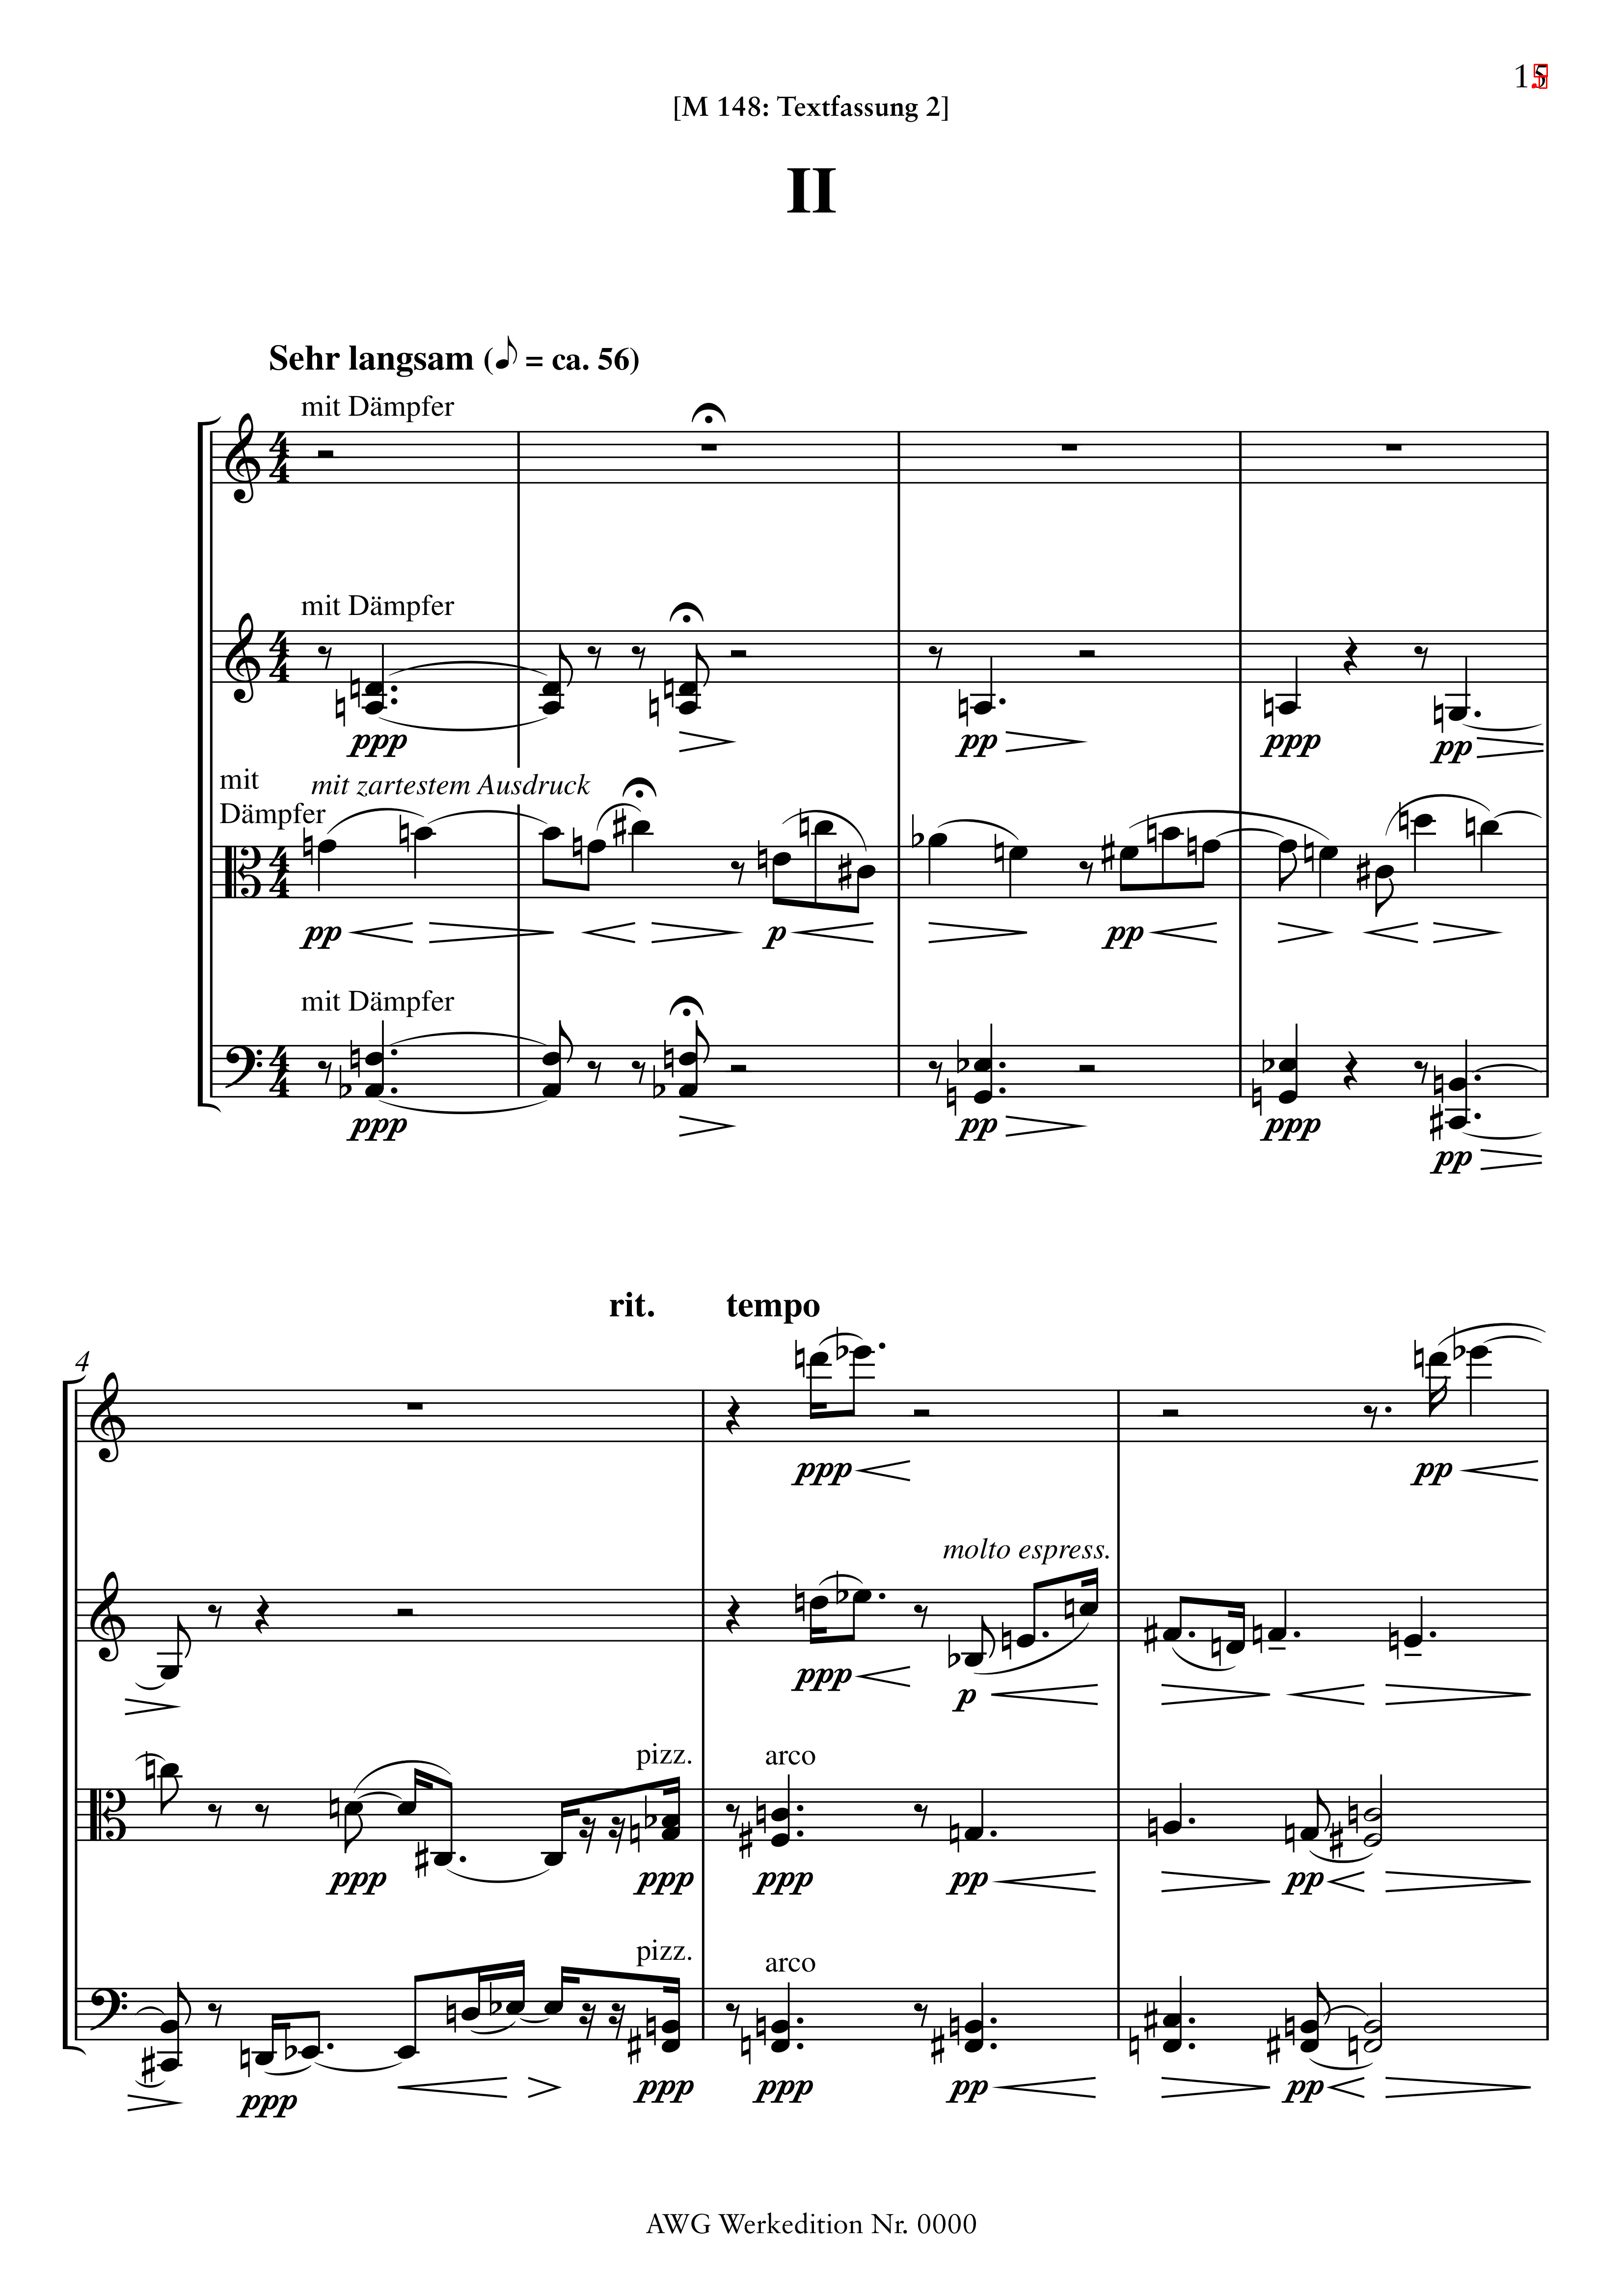 15
[M 148: Textfassung 2]
II
Sehr langsam (♪ = ca. 56)
mit Dämpfer
mit Dämpfer
ppp
pp
ppp
pp
mit
Dämpfer
mit zartestem Ausdruck
pp
p
pp
mit Dämpfer
ppp
pp
ppp
pp
rit.
tempo
4
ppp
pp
molto espress.
ppp
p
pizz.
arco
ppp
ppp
ppp
pp
pp
pizz.
arco
ppp
ppp
ppp
pp
pp
AWG Werkedition Nr. 0000